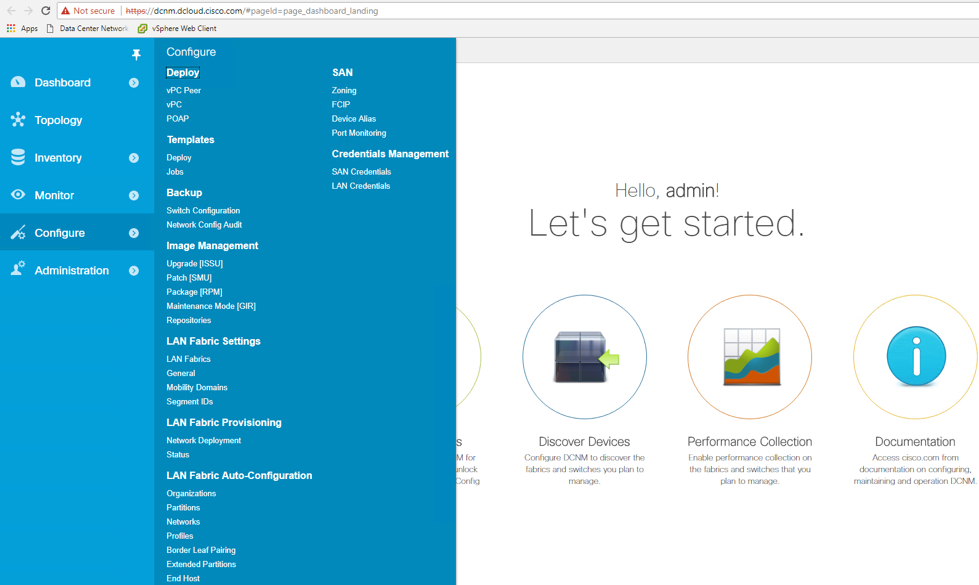 Not secure https://dcnm.dcloud.cisco.com/#pageId=page_dashboard_landing
Apps Data Center Network vSphere Web Client
Dashboard
Topology
Inventory
Monitor
Configure
Administration
Configure
Deploy
vPC Peer
vPC
POAP
Templates
Deploy
Jobs
Backup
Switch Configuration
Network Config Audit
Image Management
Upgrade [ISSU]
Patch [SMU]
Package [RPM]
Maintenance Mode [GIR]
Repositories
LAN Fabric Settings
LAN Fabrics
General
Mobility Domains
Segment IDs
LAN Fabric Provisioning
Network Deployment
Status
LAN Fabric Auto-Configuration
Organizations
Partitions
Networks
Profiles
Border Leaf Pairing
Extended Partitions
End Host
SAN
Zoning
FCIP
Device Alias
Port Monitoring
Credentials Management
SAN Credentials
LAN Credentials
Hello, admin!
Let's get started.
s
M for
unlock
Config
Discover Devices
Configure DCNM to discover the
fabrics and switches you plan to
manage.
Performance Collection
Enable performance collection on
the fabrics and switches that you
plan to manage.
Documentation
Access cisco.com from
documentation on configuring,
maintaining and operation DCNM.